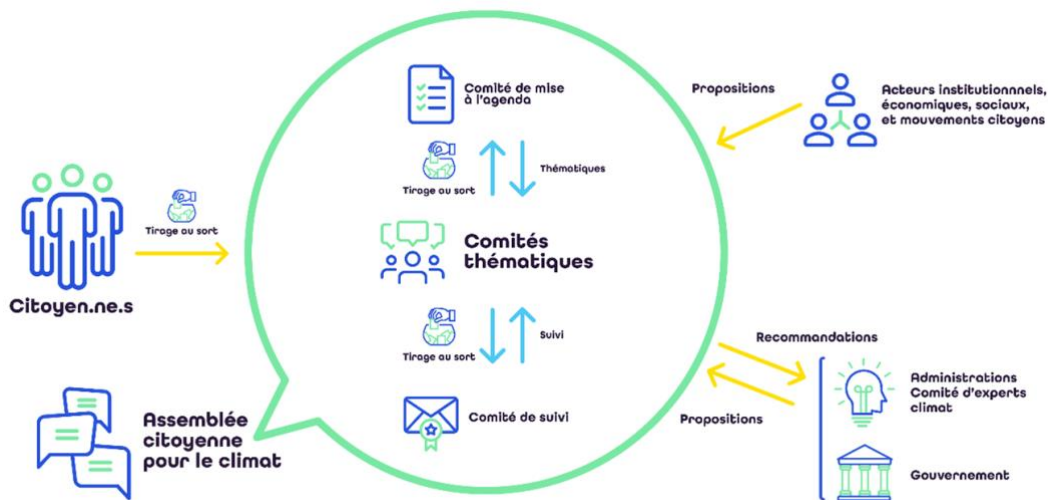 Comité de mise
à l'agenda
Propositions
Acteurs institutionnnels,
économiques, sociaux,
et mouvements citoyens
Tirage au sort
Thématiques
Tirage au sort
Citoyen.ne.s
Comités
thématiques
Tirage au sort
Suivi
Recommandations
Administrations
Comité d'experts
climat
Propositions
Comité de suivi
Assemblée
citoyenne
pour le climat
Gouvernement